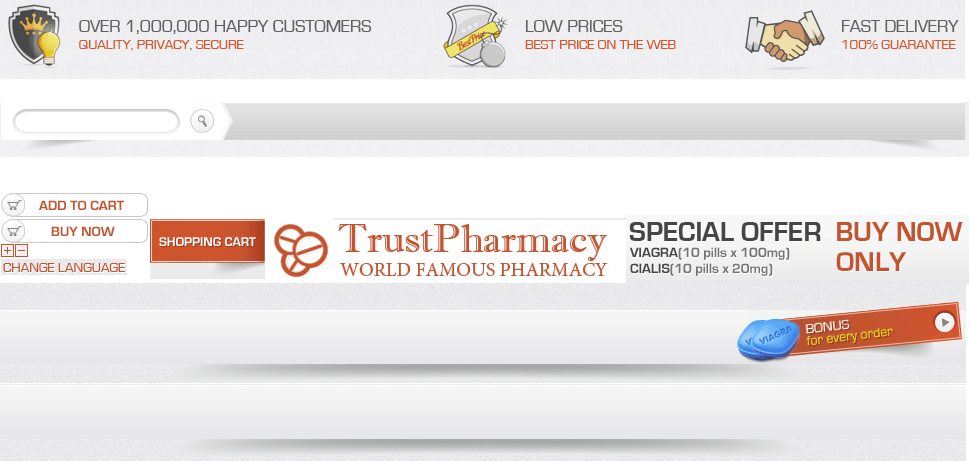 OVER 1,000,000 HAPPY CUSTOMERS
QUALITY, PRIVACY, SECURE
Best Price
LOW PRICES
BEST PRICE ON THE WEB
FAST DELIVERY
100% GUARANTEE
ADD TO CART
BUY NOW
CHANGE LANGUAGE
SHOPPING CART
TrustPharmacy
WORLD FAMOUS PHARMACY
SPECIAL OFFER
VIAGRA(10 pills x 100mg)
CIALIS(10 pills x 20mg)
BUY NOW
ONLY
VIAGRA
BONUS
for every order